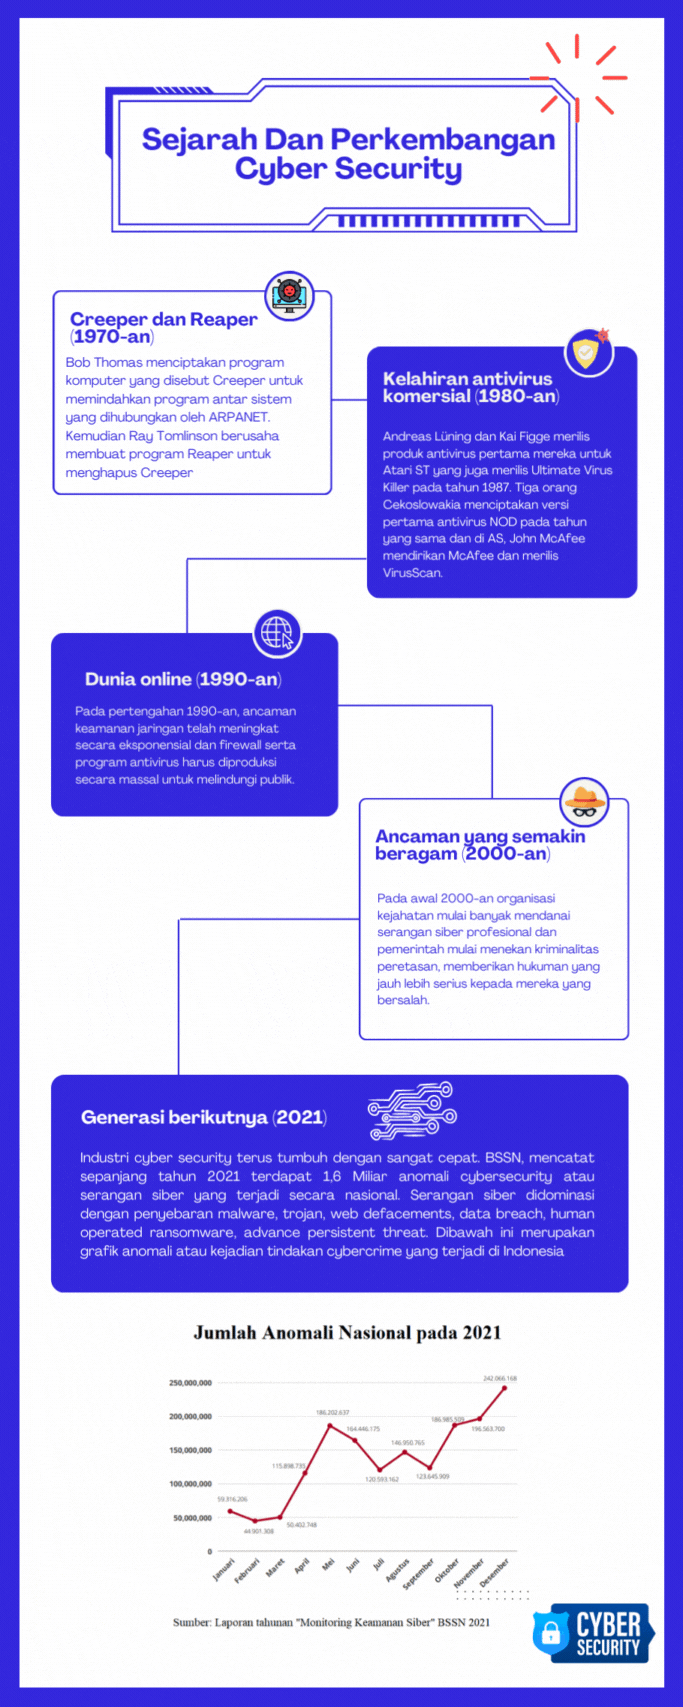 Sejarah Dan Perkembangan
Cyber Security
Creeper dan Reaper
(1970-an)
Bob Thomas menciptakan program
komputer yang disebut Creeper untuk
memindahkan program antar sistem
yang dihubungkan oleh ARPANET.
Kemudian Ray Tomlinson berusaha
membuat program Reaper untuk
menghapus Creeper
Kelahiran antivirus
komersial (1980-an)
Andreas Lüning dan Kai Figge merilis
produk antivirus pertama mereka untuk
Atari ST yang juga merilis Ultimate Virus
Killer pada tahun 1987. Tiga orang
Cekoslowakia menciptakan versi
pertama antivirus NOD pada tahun
yang sama dan di AS, John McAfee
mendirikan McAfee dan merilis
VirusScan.
Dunia online (1990-an)
Pada pertengahan 1990-an, ancaman
keamanan jaringan telah meningkat
secara eksponensial dan firewall serta
program antivirus harus diproduksi
secara massal untuk melindungi publik.
Ancaman yang semakin
beragam (2000-an)
Pada awal 2000-an organisasi
kejahatan mulai banyak mendanai
serangan siber profesional dan
pemerintah mulai menekan kriminalitas
peretasan, memberikan hukuman yang
jauh lebih serius kepada mereka yang
bersalah.
Generasi berikutnya (2021)
Industri cyber security terus tumbuh dengan sangat cepat. BSSN, mencatat
sepanjang tahun 2021 terdapat 1,6 Miliar anomali cybersecurity atau
serangan siber yang terjadi secara nasional. Serangan siber didominasi
dengan penyebaran malware, trojan, web defacements, data breach, human
operated ransomware, advance persistent threat. Dibawah ini merupakan
grafik anomali atau kejadian tindakan cybercrime yang terjadi di Indonesia
Jumlah Anomali Nasional pada 2021
250,000,000
200,000,000
150,000,000
100,000,000
50,000,000
0
59.316.206
44.901.308
50.402.748
115.898.735
186.202.637
164.446.175
120.593.162
146.950.765
123.645.909
186.985.509
196.563.700
242.066.168
Januari
Februari
Maret
April
Mei
Juni
Juli
Agustus
September
Oktober
November
Desember
Sumber: Laporan tahunan "Monitoring Keamanan Siber" BSSN 2021
CYBER
SECURITY